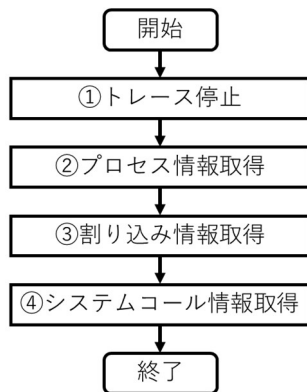 開始
①トレース停止
②プロセス情報取得
③割り込み情報取得
④システムコール情報取得
終了